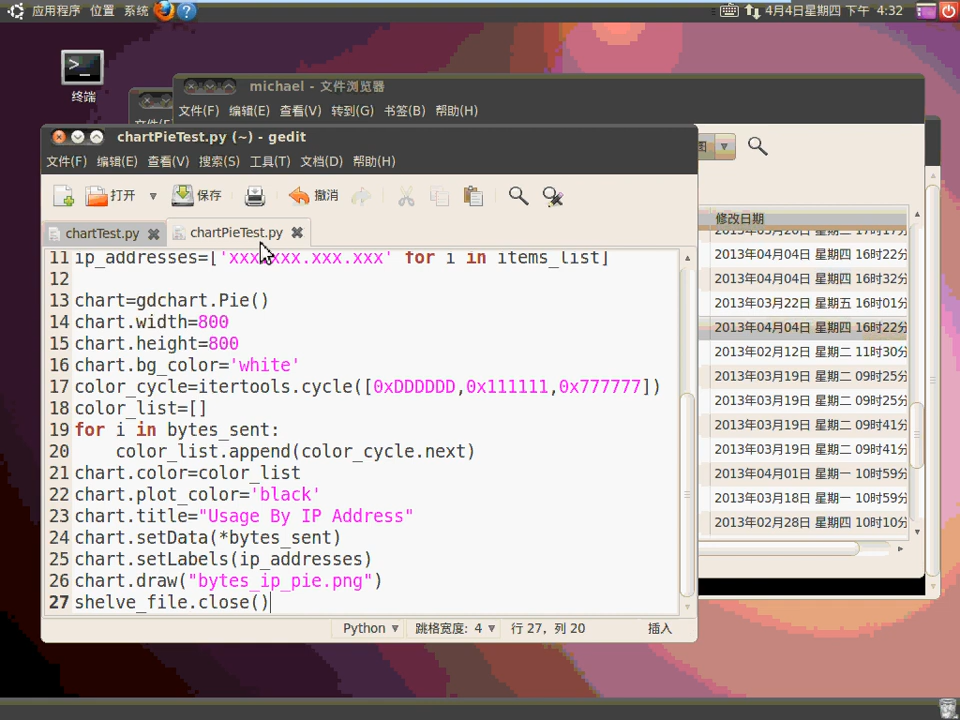 应用程序 位置 系统
4月4日星期四 下午 4:32
终端
michael - 文件浏览器
文件(F) 编辑(E) 查看(V) 转到(G) 书签(B) 帮助(H)
chartPieTest.py (~) - gedit
文件(F) 编辑(E) 查看(V) 搜索(S) 工具(T) 文档(D) 帮助(H)
打开 保存 撤消
chartTest.py chartPieTest.py
11 ip_addresses=['xxx.xxx.xxx.xxx' for i in items_list]
12
13 chart=gdchart.Pie()
14 chart.width=800
15 chart.height=800
16 chart.bg_color='white'
17 color_cycle=itertools.cycle([0xDDDDDD,0x111111,0x777777])
18 color_list=[]
19 for i in bytes_sent:
20 color_list.append(color_cycle.next)
21 chart.color=color_list
22 chart.plot_color='black'
23 chart.title="Usage By IP Address"
24 chart.setData(*bytes_sent)
25 chart.setLabels(ip_addresses)
26 chart.draw("bytes_ip_pie.png")
27 shelve_file.close()
Python 跳格宽度: 4 行 27，列 20 插入
修改日期
2013年04月04日 星期四 16时22分
2013年04月04日 星期四 16时32分
2013年03月22日 星期五 16时01分
2013年04月04日 星期四 16时22分
2013年02月12日 星期二 11时30分
2013年03月19日 星期二 09时25分
2013年03月19日 星期二 09时25分
2013年03月19日 星期二 09时41分
2013年03月19日 星期二 09时41分
2013年04月01日 星期一 10时59分
2013年03月18日 星期一 10时59分
2013年02月28日 星期四 10时10分